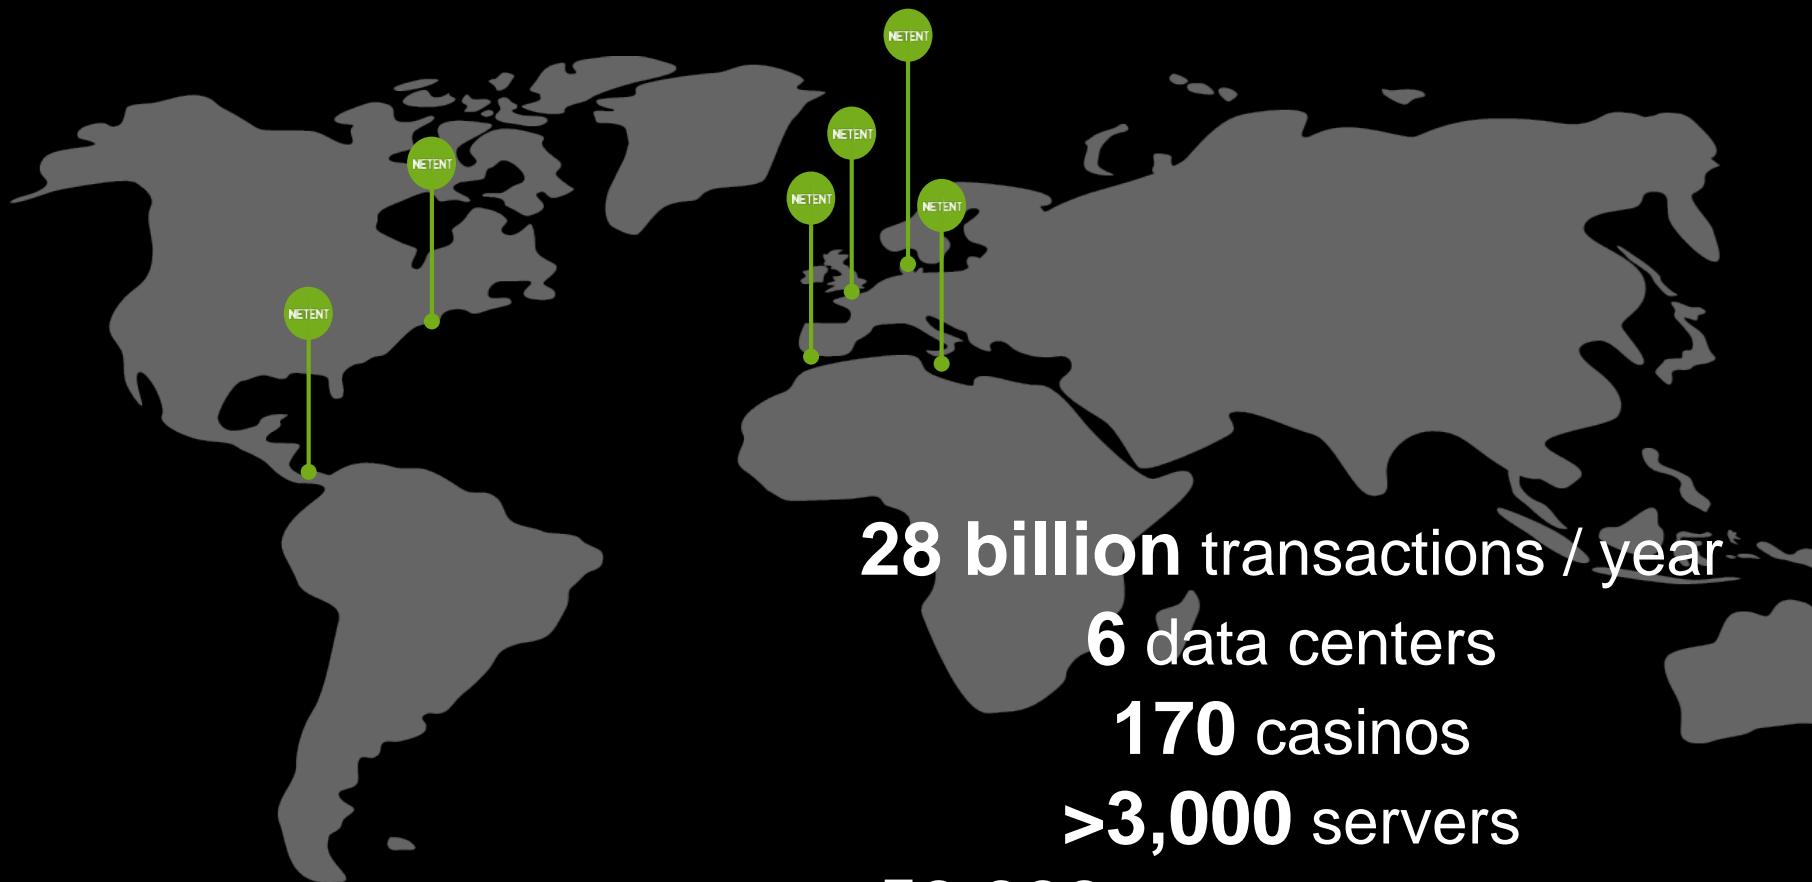 NETENT
NETENT
NETENT
NETENT
NETENT
NETENT
28 billion transactions / year
6 data centers
170 casinos
>3,000 servers